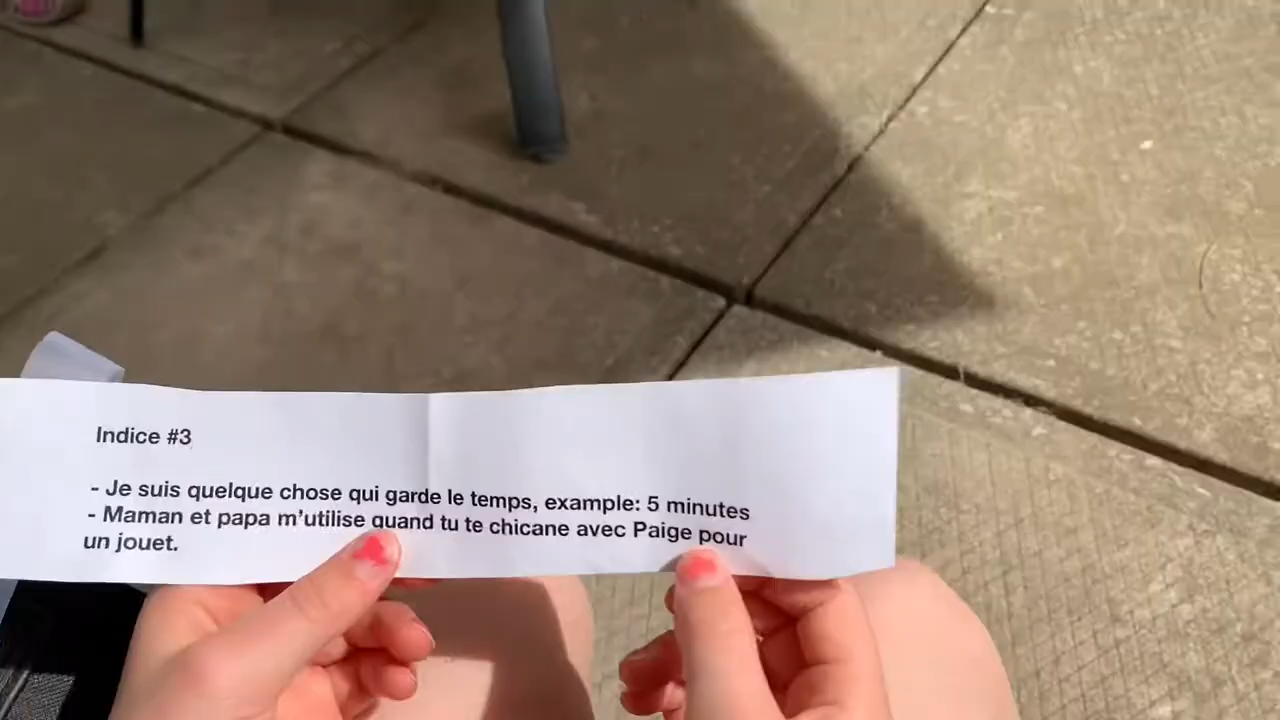 Indice #3
- Je suis quelque chose qui garde le temps, example: 5 minutes
- Maman et papa m'utilise quand tu te chicane avec Paige pour
un jouet.